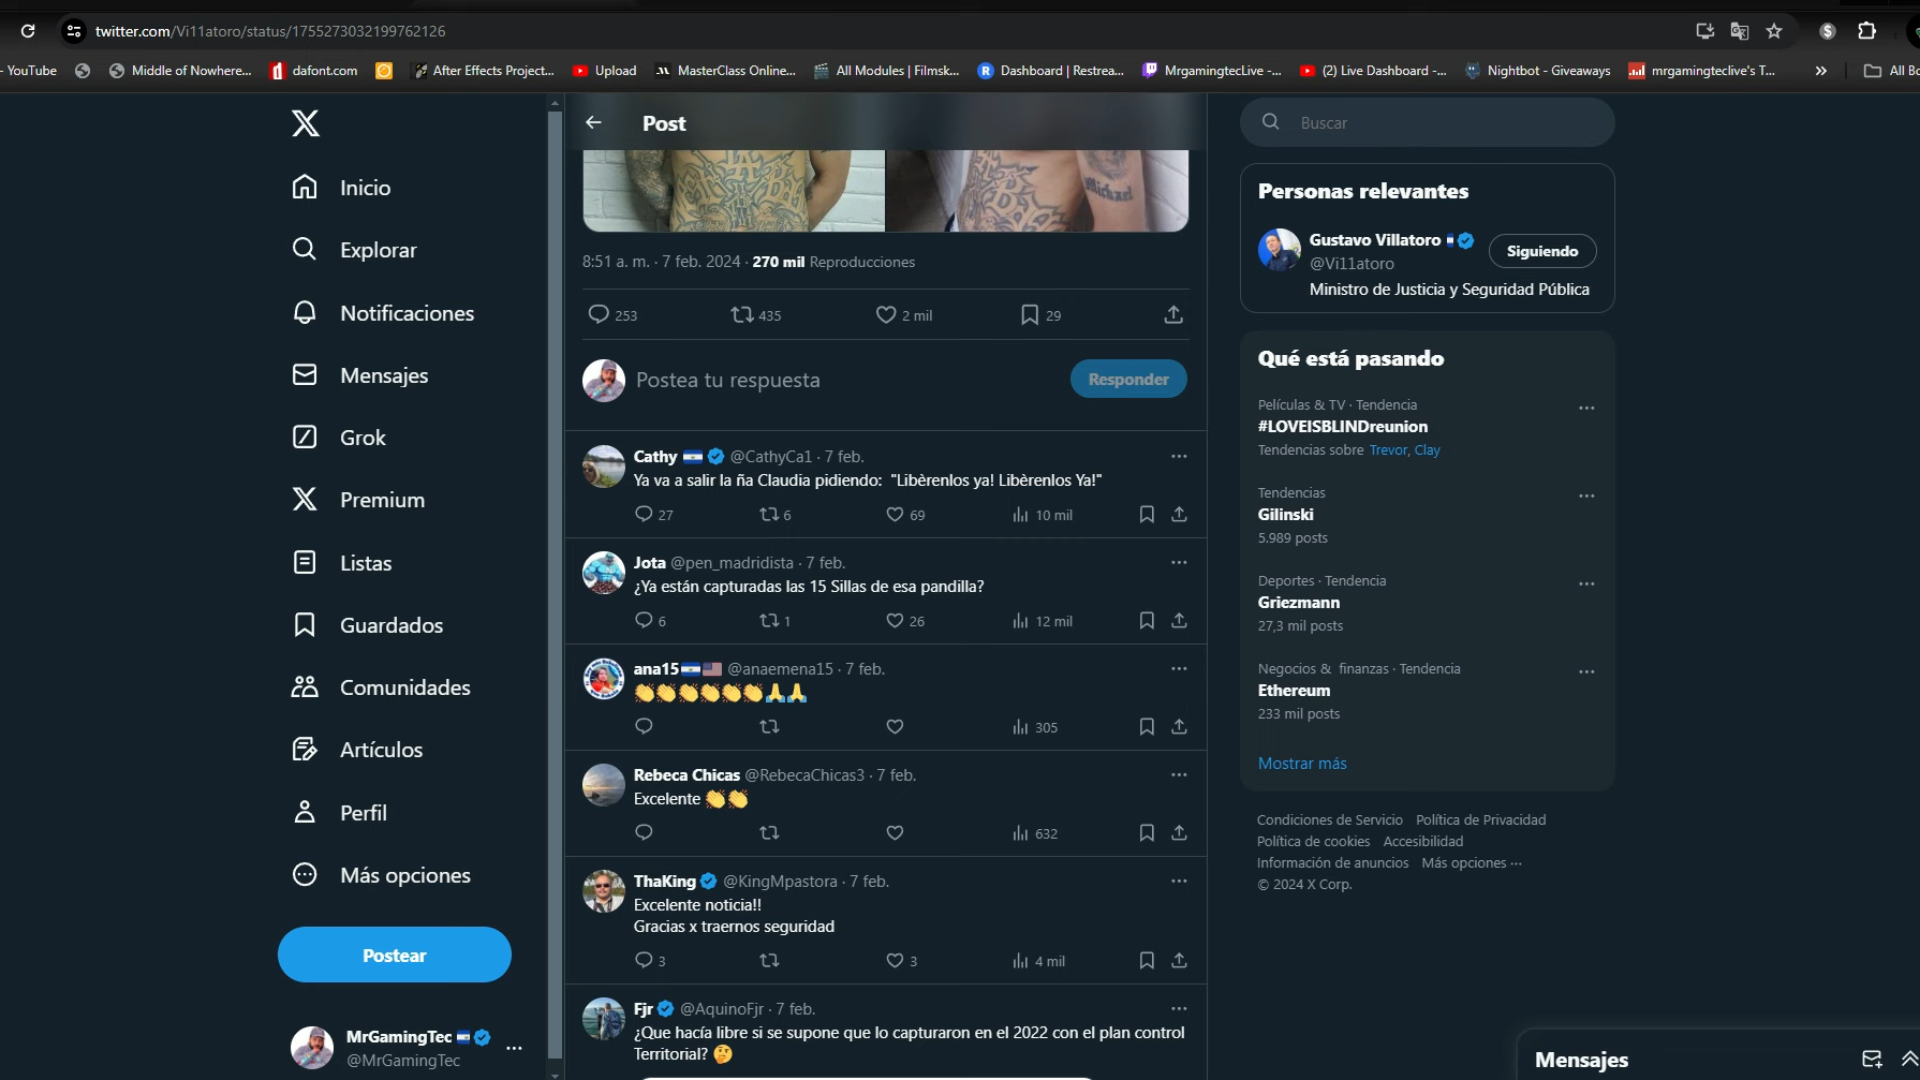 twitter.com/Vi11atoro/status/1755273032199762126
- YouTube
Middle of Nowhere...
dafont.com
After Effects Project...
Upload
MasterClass Online...
All Modules | Filmsk...
Dashboard | Restrea...
MrgamingtecLive -...
(2) Live Dashboard -...
Nightbot - Giveaways
mrgamingteclive's T...
»
All Bo
Inicio
Explorar
Notificaciones
Mensajes
Grok
Premium
Listas
Guardados
Comunidades
Artículos
Perfil
Más opciones
Postear
MrGamingTec
@MrGamingTec
Post
Michael
8:51 a. m. · 7 feb. 2024 · 270 mil Reproducciones
253 435 2 mil 29
Postea tu respuesta
Responder
Cathy @CathyCa1 · 7 feb.
Ya va a salir la ña Claudia pidiendo: "Libèrenlos ya! Libèrenlos Ya!"
27 6 69 10 mil
Jota @pen_madridista · 7 feb.
¿Ya están capturadas las 15 Sillas de esa pandilla?
6 1 26 12 mil
ana15 @anaemena15 · 7 feb.
👏👏👏👏👏👏🙏🙏
305
Rebeca Chicas @RebecaChicas3 · 7 feb.
Excelente 👏👏
632
ThaKing @KingMpastora · 7 feb.
Excelente noticia!!
Gracias x traernos seguridad
3 3 4 mil
Fjr @AquinoFjr · 7 feb.
¿Que hacía libre si se supone que lo capturaron en el 2022 con el plan control
Territorial? 🤔
Buscar
Personas relevantes
Gustavo Villatoro
@Vi11atoro
Siguiendo
Ministro de Justicia y Seguridad Pública
Qué está pasando
Películas & TV · Tendencia
#LOVEISBLINDreunion
Tendencias sobre Trevor, Clay
Tendencias
Gilinski
5.989 posts
Deportes · Tendencia
Griezmann
27,3 mil posts
Negocios & finanzas · Tendencia
Ethereum
233 mil posts
Mostrar más
Condiciones de Servicio Política de Privacidad
Política de cookies Accesibilidad
Información de anuncios Más opciones ···
© 2024 X Corp.
Mensajes